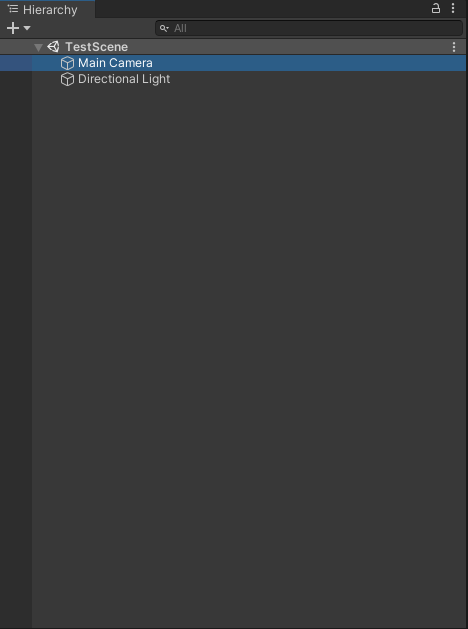 Hierarchy
All
TestScene
Main Camera
Directional Light